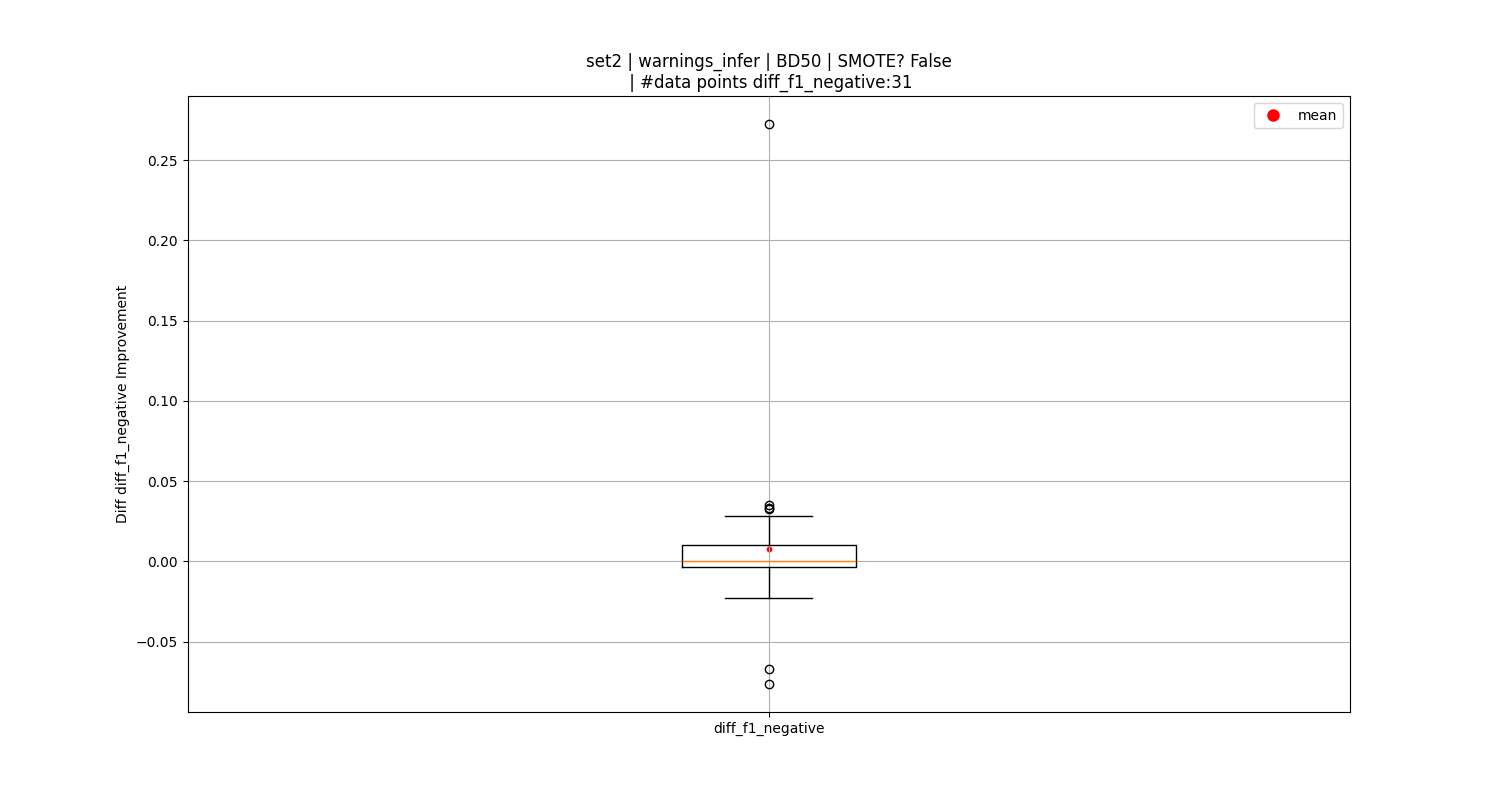 set2 | warnings_infer | BD50 | SMOTE? False
| #data points diff_f1_negative:31
mean
0.25
0.20
0.15
0.10
0.05
0.00
−0.05
Diff diff_f1_negative Improvement
diff_f1_negative